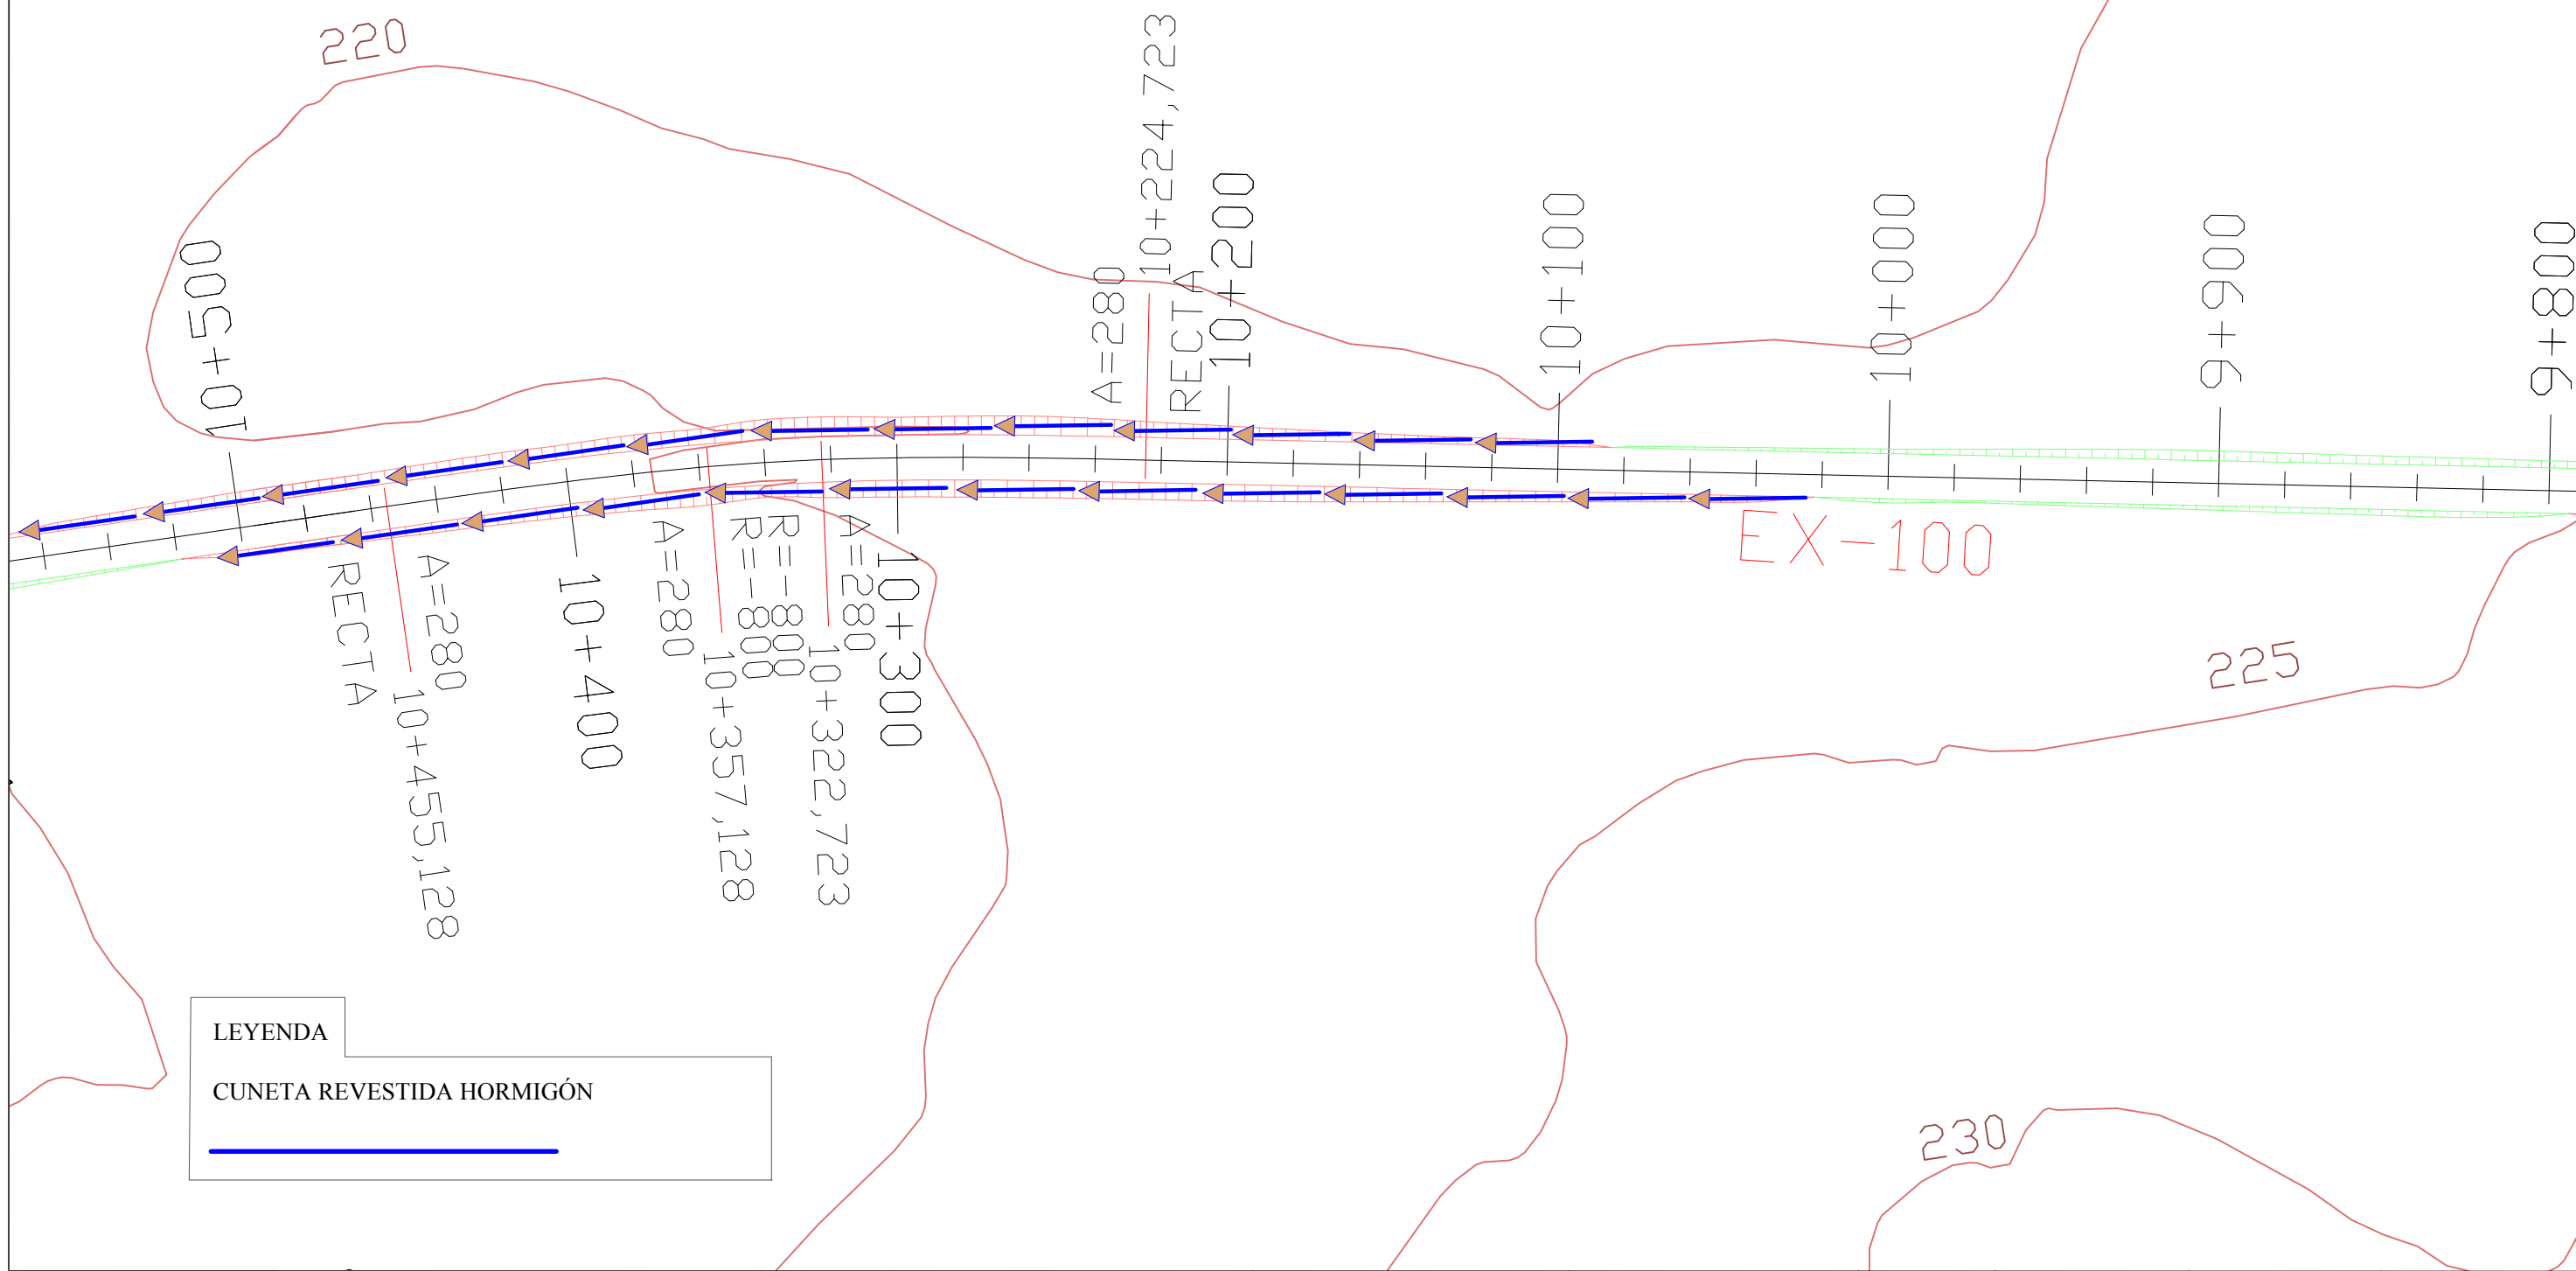 220
10+500
A=280
10+224,723
RECTA
10+200
10+100
10+000
9+900
9+800
EX-100
RECTA
A=280
10+455,128
10+400
A=280
10+357,128
R=-800
R=-800
10+322,723
A=280
10+300
225
230
LEYENDA
CUNETA REVESTIDA HORMIGÓN